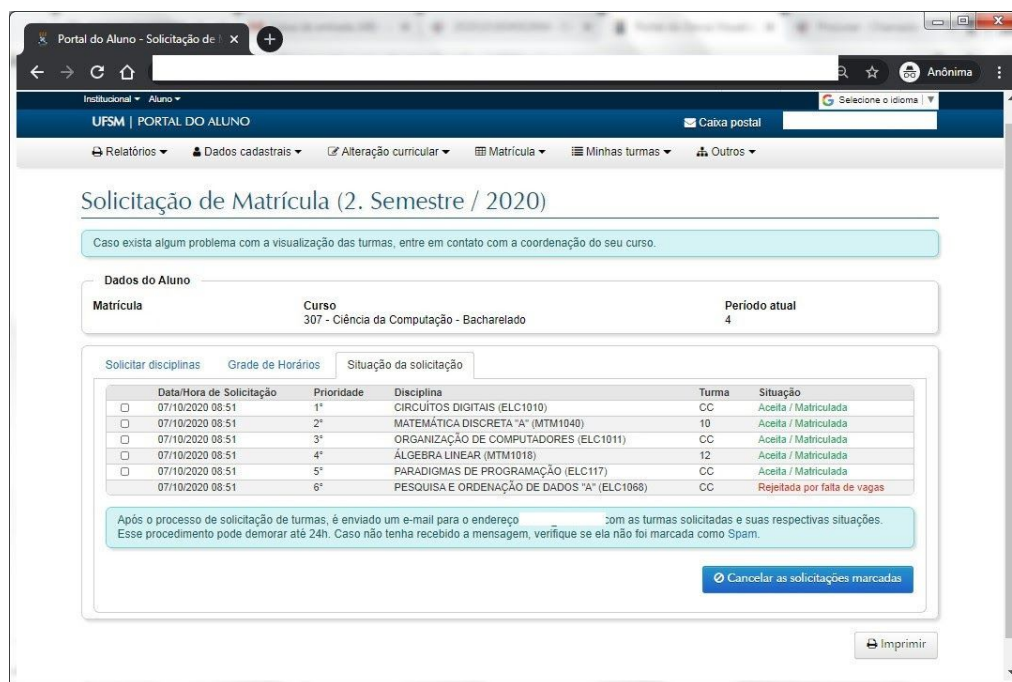 Portal do Aluno - Solicitação de
Anônima
Institucional Aluno
Selecione o idioma
UFSM | PORTAL DO ALUNO
Caixa postal
Relatórios Dados cadastrais Alteração curricular Matrícula Minhas turmas Outros
Solicitação de Matrícula (2. Semestre / 2020)
Caso exista algum problema com a visualização das turmas, entre em contato com a coordenação do seu curso.
Dados do Aluno
Matrícula Curso Período atual
307 - Ciência da Computação - Bacharelado 4
Solicitar disciplinas Grade de Horários Situação da solicitação
Data/Hora de Solicitação Prioridade Disciplina Turma Situação
07/10/2020 08:51 1ª CIRCUÍTOS DIGITAIS (ELC1010) CC Aceita / Matriculada
07/10/2020 08:51 2ª MATEMÁTICA DISCRETA "A" (MTM1040) 10 Aceita / Matriculada
07/10/2020 08:51 3ª ORGANIZAÇÃO DE COMPUTADORES (ELC1011) CC Aceita / Matriculada
07/10/2020 08:51 4ª ÁLGEBRA LINEAR (MTM1018) 12 Aceita / Matriculada
07/10/2020 08:51 5ª PARADIGMAS DE PROGRAMAÇÃO (ELC117) CC Aceita / Matriculada
07/10/2020 08:51 6ª PESQUISA E ORDENAÇÃO DE DADOS "A" (ELC1068) CC Rejeitada por falta de vagas
Após o processo de solicitação de turmas, é enviado um e-mail para o endereço com as turmas solicitadas e suas respectivas situações.
Esse procedimento pode demorar até 24h. Caso não tenha recebido a mensagem, verifique se ela não foi marcada como Spam.
Cancelar as solicitações marcadas
Imprimir